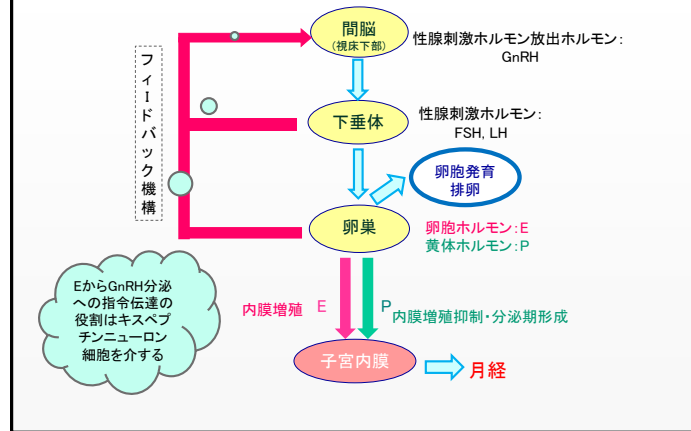 間脳
(視床下部)
性腺刺激ホルモン放出ホルモン：
GnRH
フィードバック機構
下垂体
性腺刺激ホルモン：
FSH, LH
卵胞発育
排卵
卵巣
卵胞ホルモン：E
黄体ホルモン：P
EからGnRH分泌
への指令伝達の
役割はキスペプ
チンニューロン
細胞を介する
内膜増殖 E
P
内膜増殖抑制・分泌期形成
子宮内膜
月経